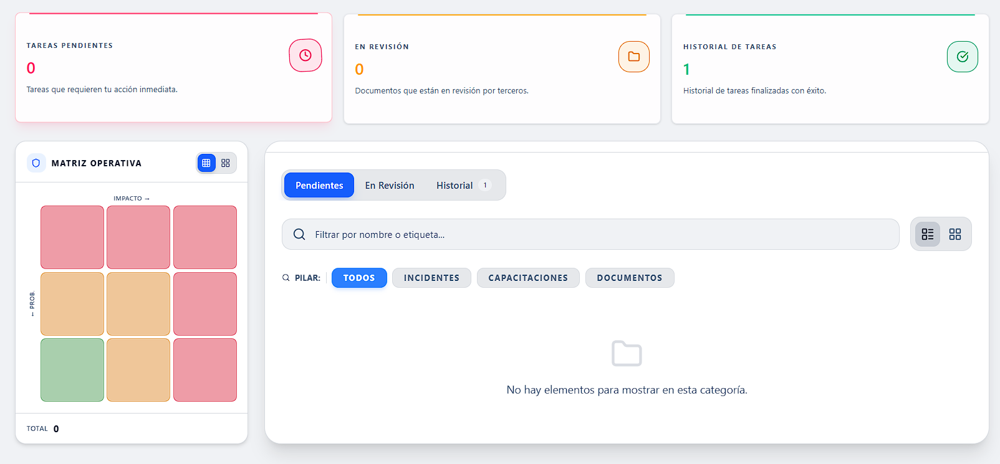 TAREAS PENDIENTES
0
Tareas que requieren tu acción inmediata.
EN REVISIÓN
0
Documentos que están en revisión por terceros.
HISTORIAL DE TAREAS
1
Historial de tareas finalizadas con éxito.
MATRIZ OPERATIVA
IMPACTO →
← PROB.
TOTAL 0
Pendientes En Revisión Historial 1
Filtrar por nombre o etiqueta...
PILAR: TODOS INCIDENTES CAPACITACIONES DOCUMENTOS
No hay elementos para mostrar en esta categoría.